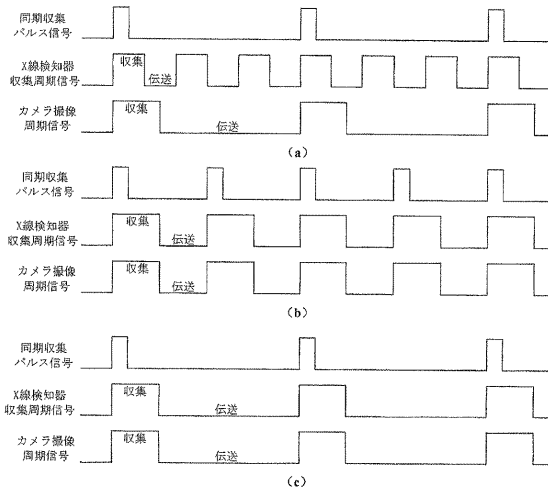 同期収集
パルス信号
X線検知器
収集周期信号
収集
伝送
カメラ撮像
周期信号
収集
伝送
(a)
同期収集
パルス信号
X線検知器
収集周期信号
収集
伝送
カメラ撮像
周期信号
収集
伝送
(b)
同期収集
パルス信号
X線検知器
収集周期信号
収集
伝送
カメラ撮像
周期信号
収集
伝送
(c)